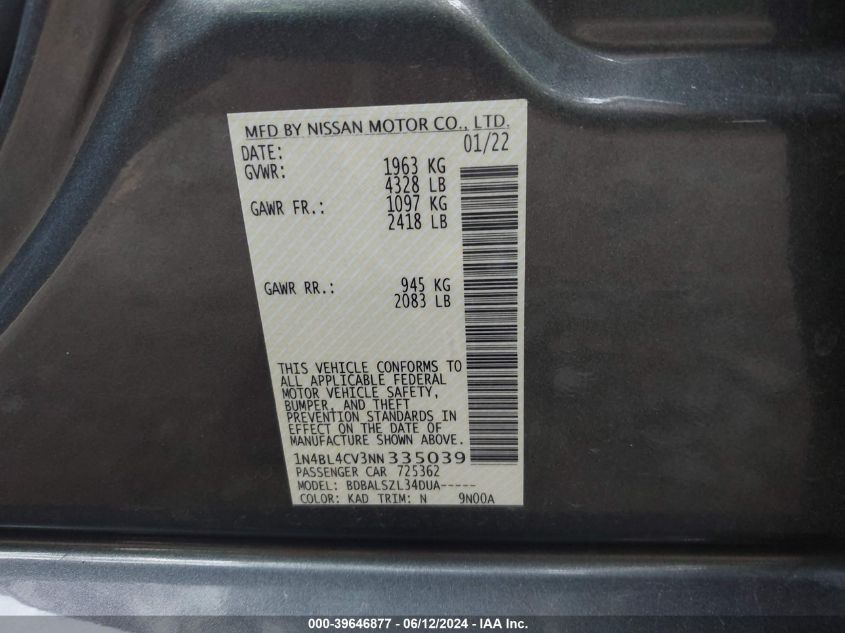 MFD BY NISSAN MOTOR CO., LTD.
DATE: 01/22
GVWR: 1963 KG
4328 LB
GAWR FR.: 1097 KG
2418 LB
GAWR RR.: 945 KG
2083 LB
THIS VEHICLE CONFORMS TO
ALL APPLICABLE FEDERAL
MOTOR VEHICLE SAFETY,
BUMPER, AND THEFT
PREVENTION STANDARDS IN
EFFECT ON THE DATE OF
MANUFACTURE SHOWN ABOVE.
1N4BL4CV3NN335039
PASSENGER CAR 725362
MODEL: BDBALSZL34DUA-----
COLOR: KAD TRIM: N 9N00A
000-39646877 - 06/12/2024 - IAA Inc.